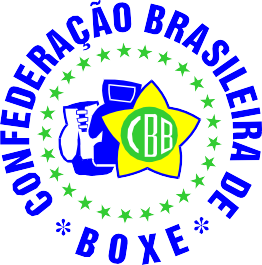 CONFEDERAÇÃO BRASILEIRA DE
* BOXE *
CBB